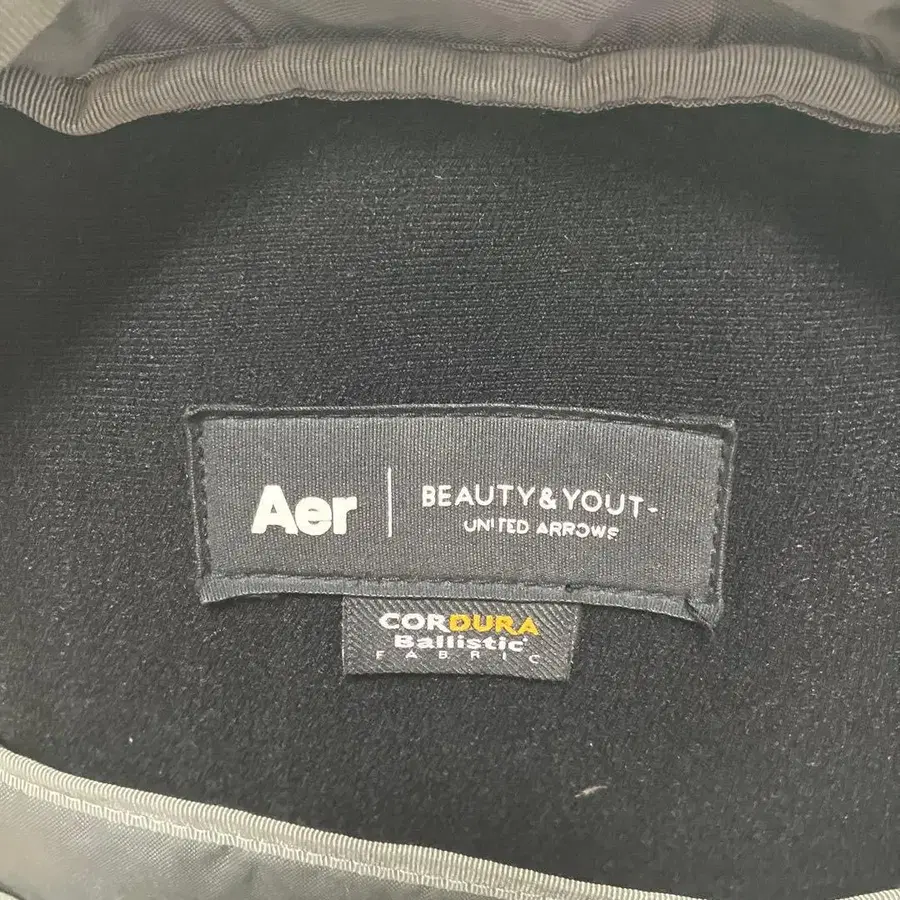 Aer
BEAUTY&YOUT-
UNITED ARROWS
CORDURA
Ballistic
FABRIC